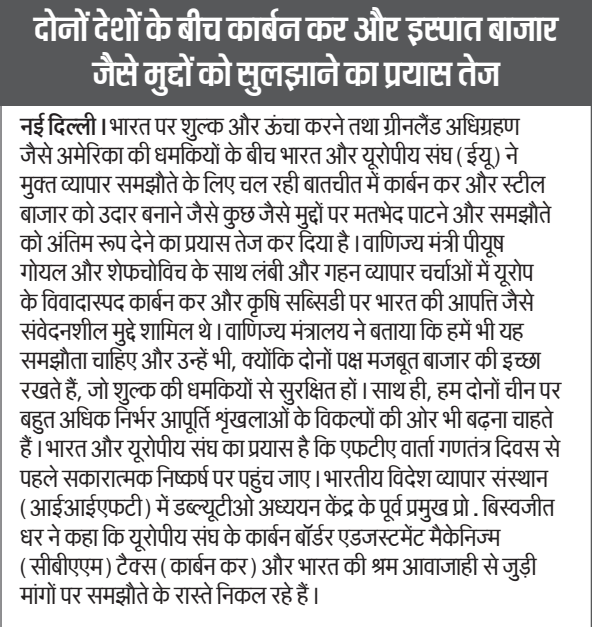 दोनों देशों के बीच कार्बन कर और इस्पात बाजार
जैसे मुद्दों को सुलझाने का प्रयास तेज
नई दिल्ली। भारत पर शुल्क और ऊंचा करने तथा ग्रीनलैंड अधिग्रहण
जैसे अमेरिका की धमकियों के बीच भारत और यूरोपीय संघ (ईयू) ने
मुक्त व्यापार समझौते के लिए चल रही बातचीत में कार्बन कर और स्टील
बाजार को उदार बनाने जैसे कुछ जैसे मुद्दों पर मतभेद पाटने और समझौते
को अंतिम रूप देने का प्रयास तेज कर दिया है। वाणिज्य मंत्री पीयूष
गोयल और शेफचोविच के साथ लंबी और गहन व्यापार चर्चाओं में यूरोप
के विवादास्पद कार्बन कर और कृषि सब्सिडी पर भारत की आपत्ति जैसे
संवेदनशील मुद्दे शामिल थे। वाणिज्य मंत्रालय ने बताया कि हमें भी यह
समझौता चाहिए और उन्हें भी, क्योंकि दोनों पक्ष मजबूत बाजार की इच्छा
रखते हैं, जो शुल्क की धमकियों से सुरक्षित हों। साथ ही, हम दोनों चीन पर
बहुत अधिक निर्भर आपूर्ति शृंखलाओं के विकल्पों की ओर भी बढ़ना चाहते
हैं। भारत और यूरोपीय संघ का प्रयास है कि एफटीए वार्ता गणतंत्र दिवस से
पहले सकारात्मक निष्कर्ष पर पहुंच जाए। भारतीय विदेश व्यापार संस्थान
(आईआईएफटी) में डब्ल्यूटीओ अध्ययन केंद्र के पूर्व प्रमुख प्रो. बिस्वजीत
धर ने कहा कि यूरोपीय संघ के कार्बन बॉर्डर एडजस्टमेंट मैकेनिज्म
(सीबीएएम) टैक्स (कार्बन कर) और भारत की श्रम आवाजाही से जुड़ी
मांगों पर समझौते के रास्ते निकल रहे हैं।